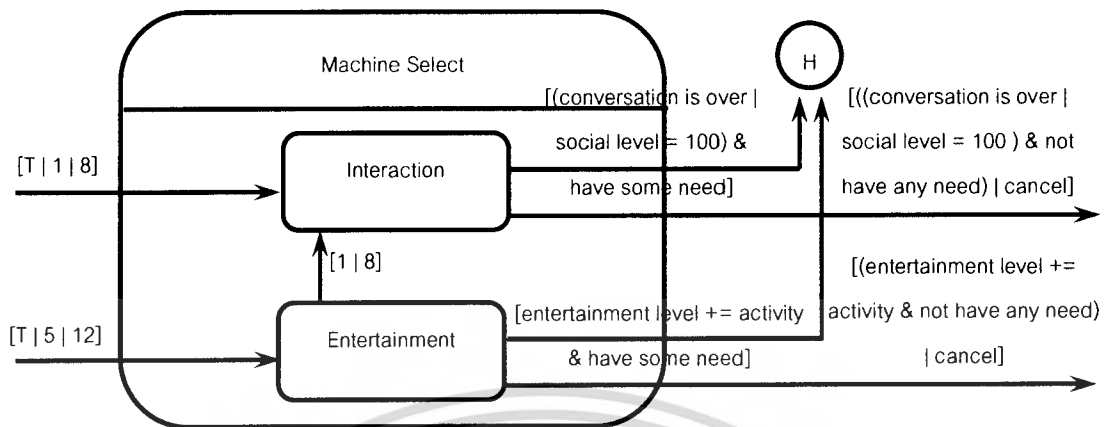 Machine Select
H
[(conversation is over |
social level = 100) &
have some need]
[((conversation is over |
social level = 100 ) & not
have any need) | cancel]
[T | 1 | 8]
Interaction
[1 | 8]
[T | 5 | 12]
Entertainment
[entertainment level += activity
& have some need]
[(entertainment level +=
activity & not have any need)
| cancel]